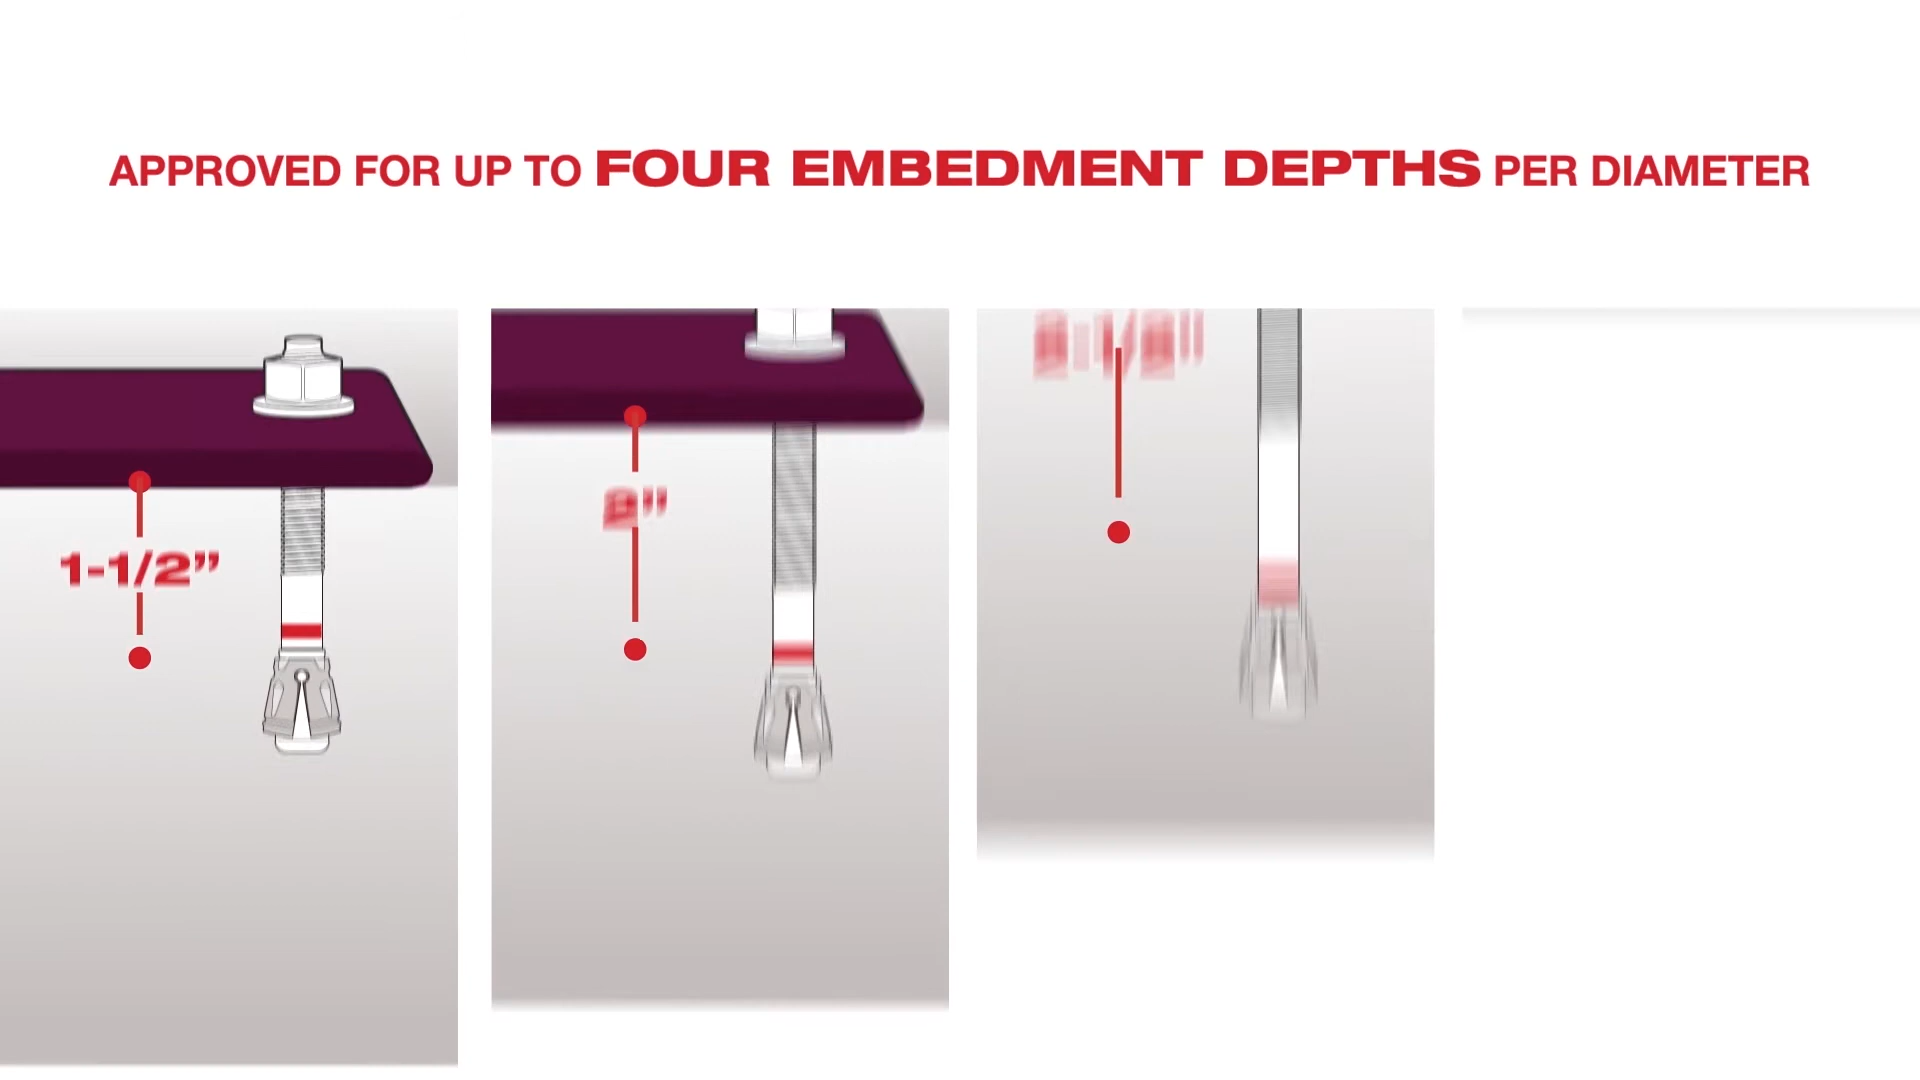 APPROVED FOR UP TO FOUR EMBEDMENT DEPTHS PER DIAMETER
1-1/2”